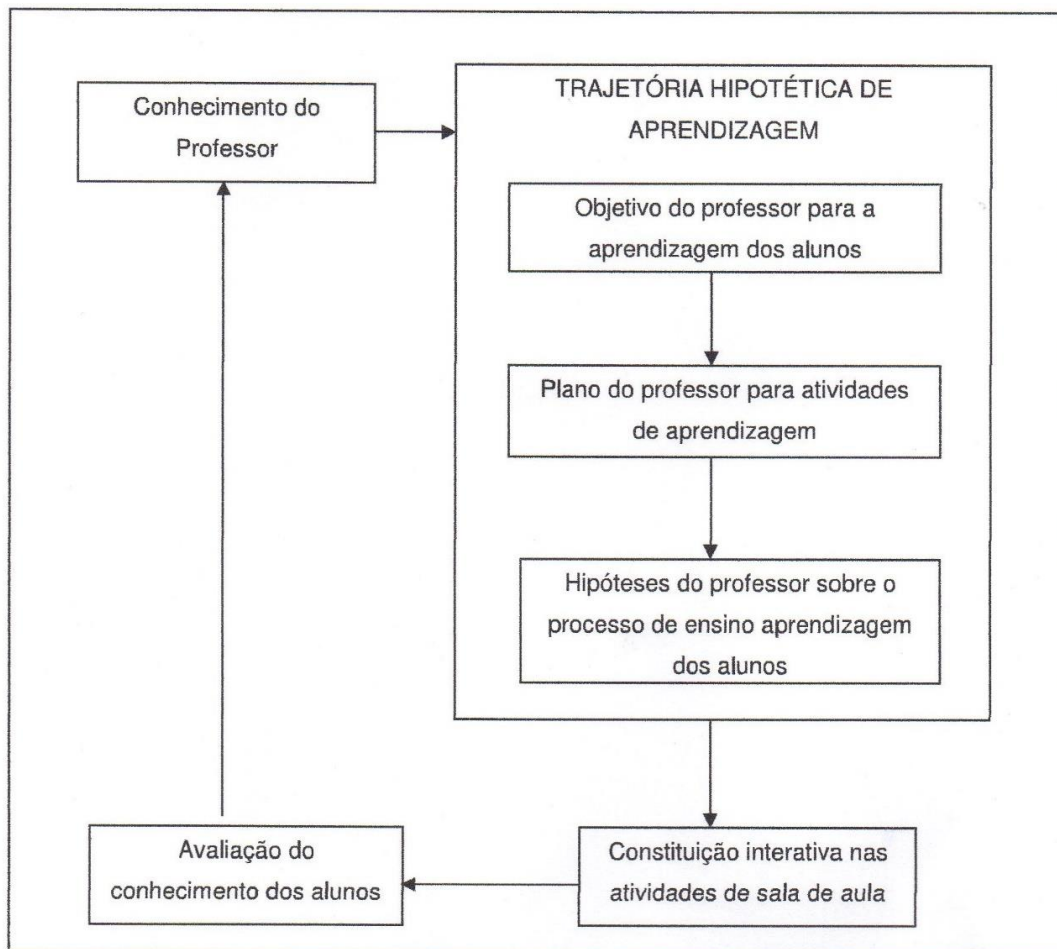 Conhecimento do
Professor
TRAJETÓRIA HIPOTÉTICA DE
APRENDIZAGEM
Objetivo do professor para a
aprendizagem dos alunos
Plano do professor para atividades
de aprendizagem
Hipóteses do professor sobre o
processo de ensino aprendizagem
dos alunos
Constituição interativa nas
atividades de sala de aula
Avaliação do
conhecimento dos alunos